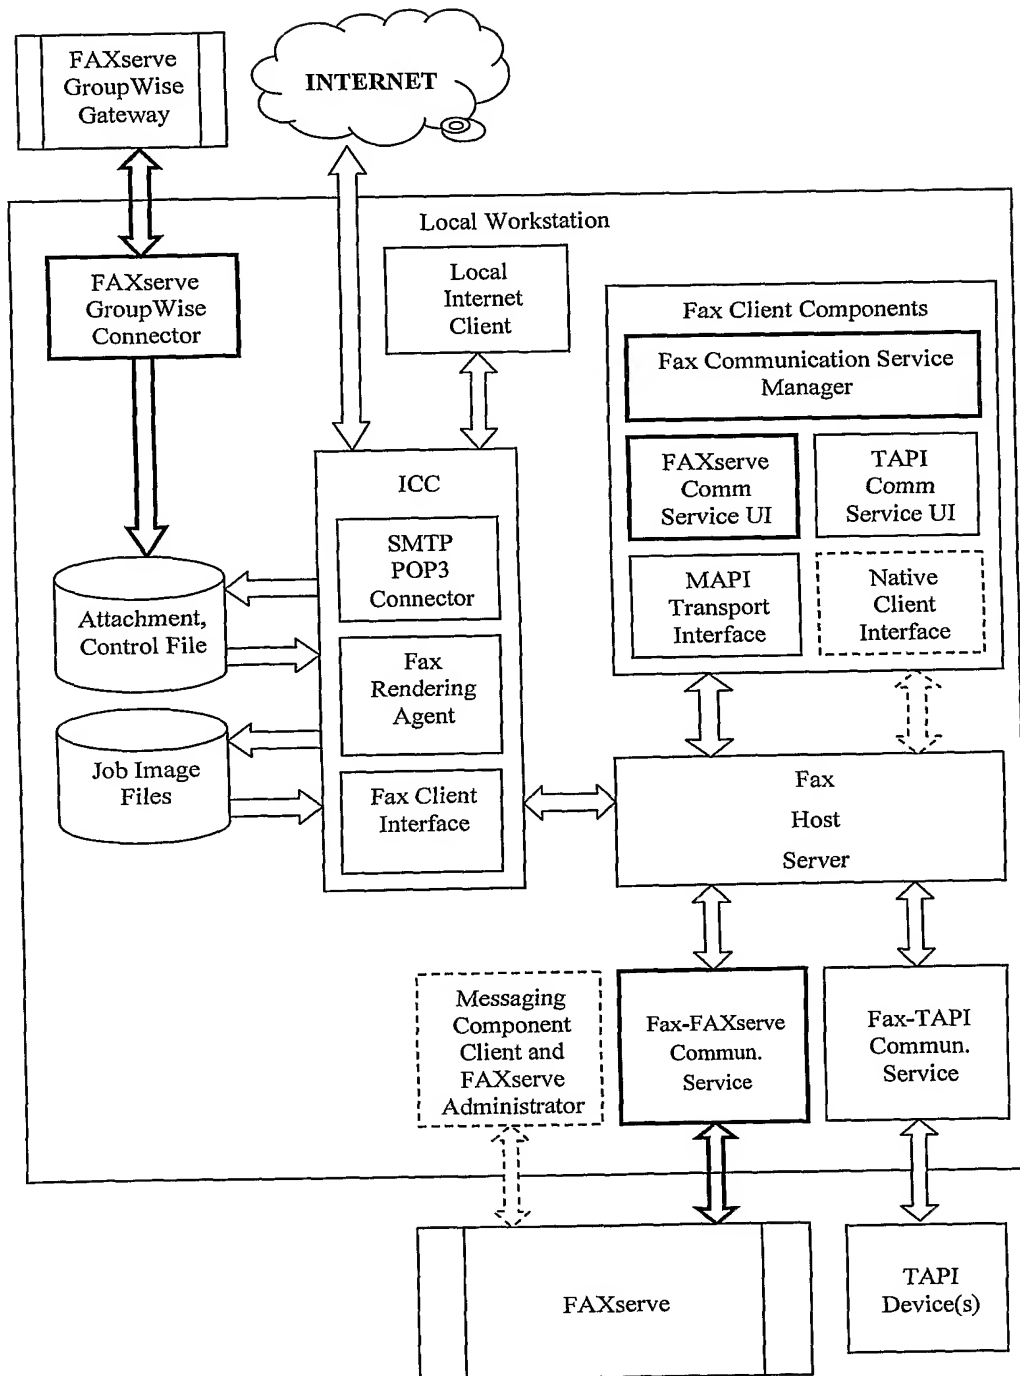 FAXserve
GroupWise
Gateway
INTERNET
Local Workstation
FAXserve
GroupWise
Connector
Local
Internet
Client
Fax Client Components
Fax Communication Service
Manager
FAXserve
Comm
Service UI
TAPI
Comm
Service UI
MAPI
Transport
Interface
Native
Client
Interface
ICC
SMTP
POP3
Connector
Fax
Rendering
Agent
Fax Client
Interface
Attachment,
Control File
Job Image
Files
Fax
Host
Server
Messaging
Component
Client and
FAXserve
Administrator
Fax-FAXserve
Commun.
Service
Fax-TAPI
Commun.
Service
FAXserve
TAPI
Device(s)